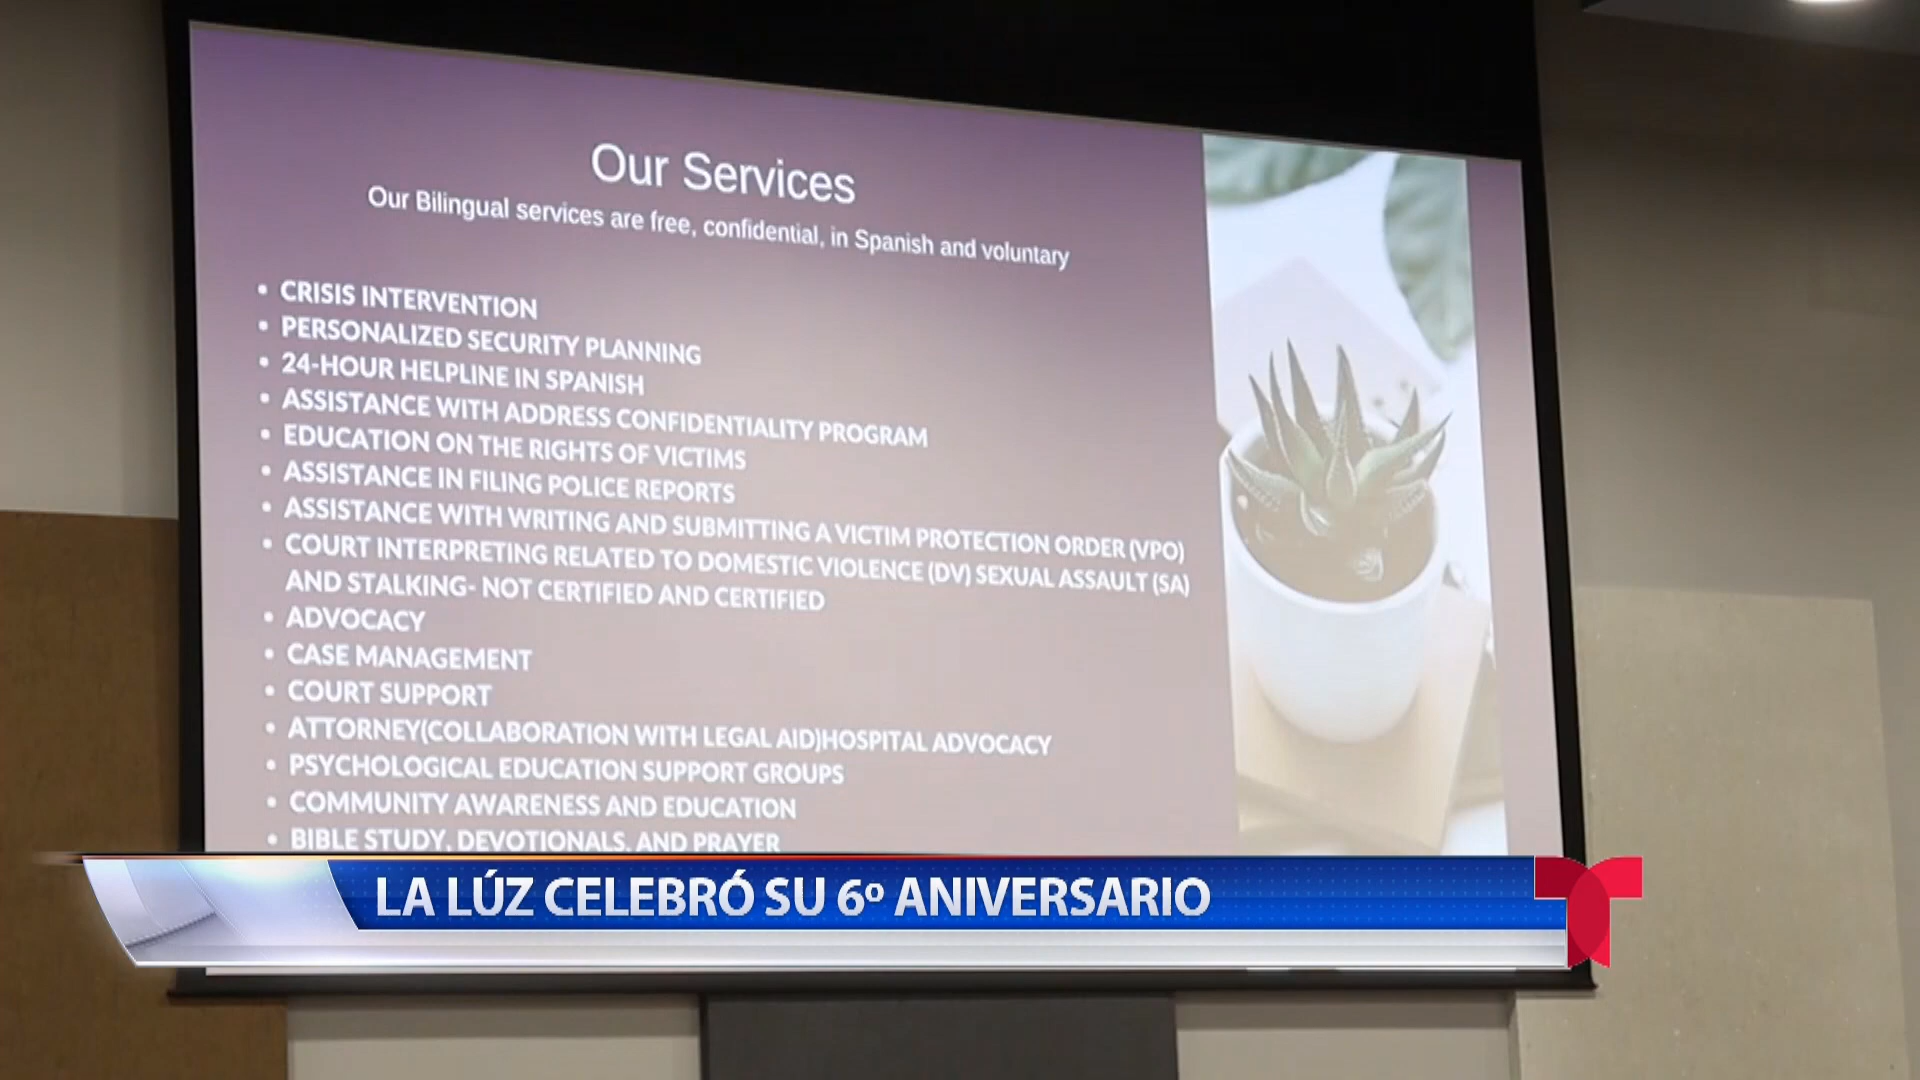 Our Services
Our Bilingual services are free, confidential, in Spanish and voluntary
• CRISIS INTERVENTION
• PERSONALIZED SECURITY PLANNING
• 24-HOUR HELPLINE IN SPANISH
• ASSISTANCE WITH ADDRESS CONFIDENTIALITY PROGRAM
• EDUCATION ON THE RIGHTS OF VICTIMS
• ASSISTANCE IN FILING POLICE REPORTS
• ASSISTANCE WITH WRITING AND SUBMITTING A VICTIM PROTECTION ORDER (VPO)
• COURT INTERPRETING RELATED TO DOMESTIC VIOLENCE (DV) SEXUAL ASSAULT (SA)
AND STALKING- NOT CERTIFIED AND CERTIFIED
• ADVOCACY
• CASE MANAGEMENT
• COURT SUPPORT
• ATTORNEY(COLLABORATION WITH LEGAL AID)HOSPITAL ADVOCACY
• PSYCHOLOGICAL EDUCATION SUPPORT GROUPS
• COMMUNITY AWARENESS AND EDUCATION
• BIBLE STUDY, DEVOTIONALS, AND PRAYER
LA LÚZ CELEBRÓ SU 6º ANIVERSARIO